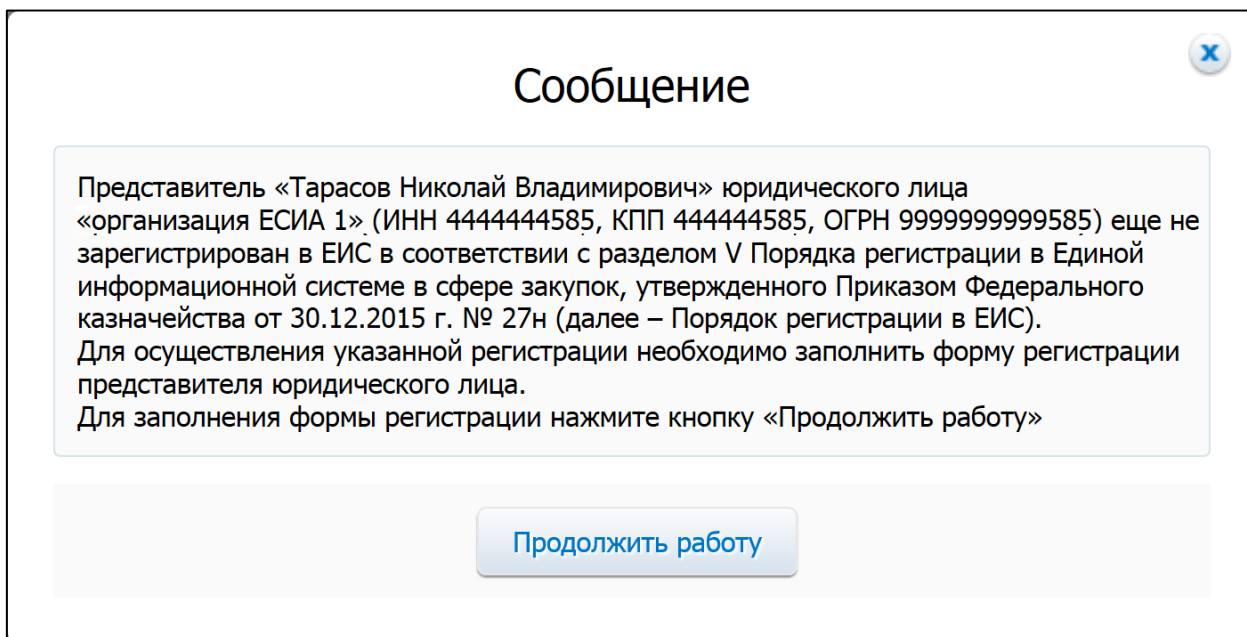 Сообщение
x
Представитель «Тарасов Николай Владимирович» юридического лица
«организация ЕСИА 1» (ИНН 4444444585, КПП 444444585, ОГРН 9999999999585) еще не
зарегистрирован в ЕИС в соответствии с разделом V Порядка регистрации в Единой
информационной системе в сфере закупок, утвержденного Приказом Федерального
казначейства от 30.12.2015 г. № 27н (далее – Порядок регистрации в ЕИС).
Для осуществления указанной регистрации необходимо заполнить форму регистрации
представителя юридического лица.
Для заполнения формы регистрации нажмите кнопку «Продолжить работу»
Продолжить работу